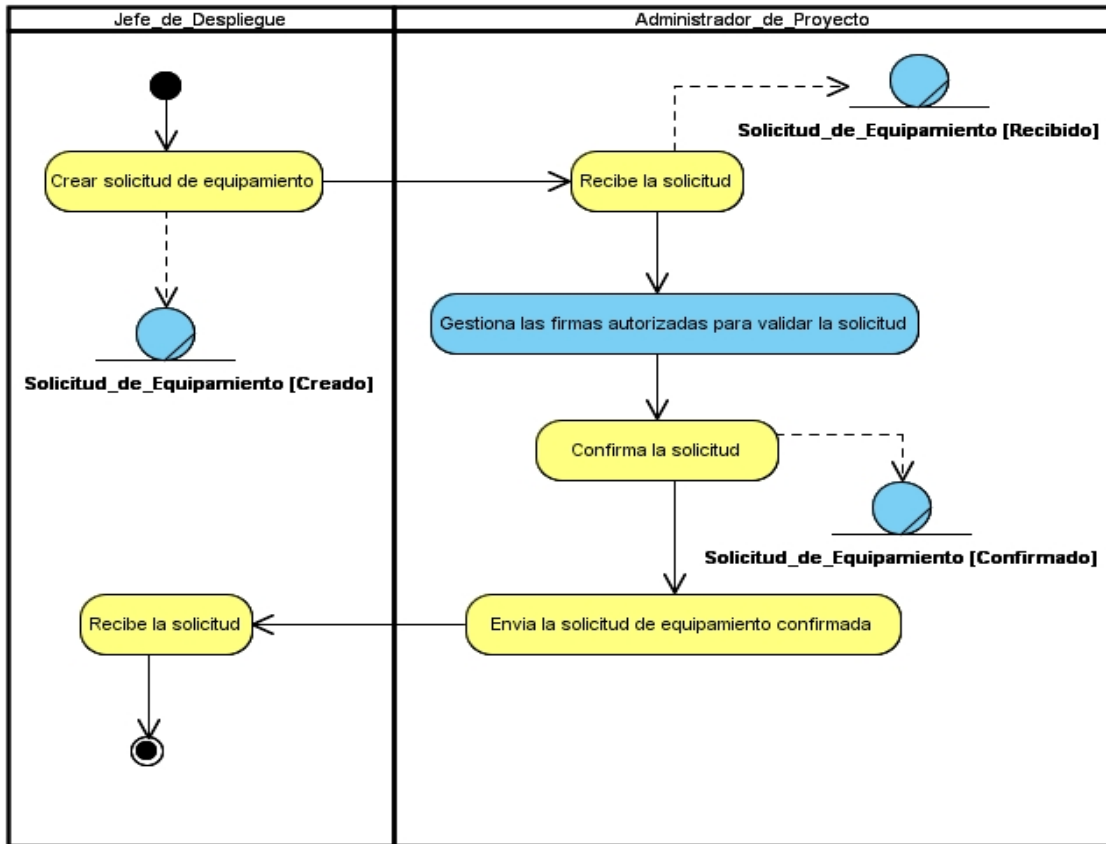 Jefe_de_Despliegue
Administrador_de_Proyecto
Solicitud_de_Equipamiento [Recibido]
Crear solicitud de equipamiento
Recibe la solicitud
Gestiona las firmas autorizadas para validar la solicitud
Solicitud_de_Equipamiento [Creado]
Confirma la solicitud
Solicitud_de_Equipamiento [Confirmado]
Recibe la solicitud
Envia la solicitud de equipamiento confirmada